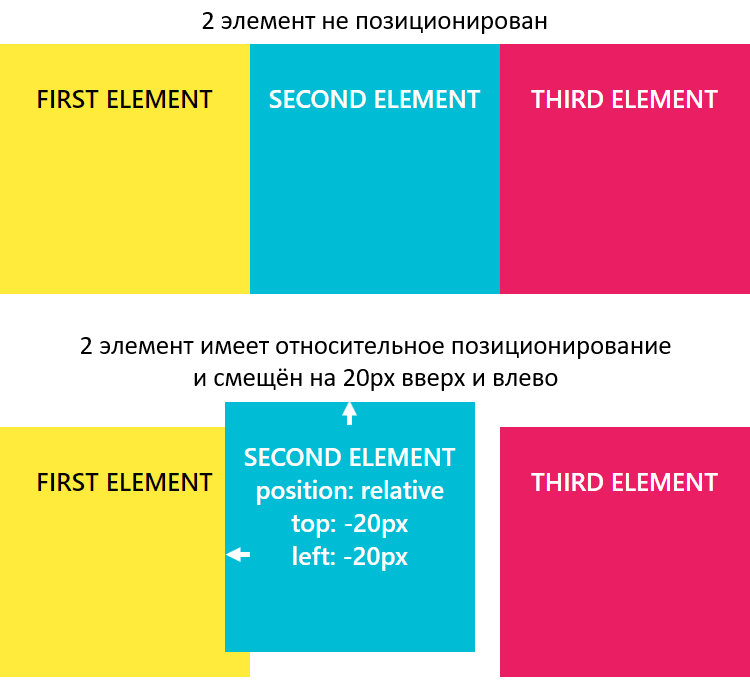 2 элемент не позиционирован
FIRST ELEMENT
SECOND ELEMENT
THIRD ELEMENT
2 элемент имеет относительное позиционирование
и смещён на 20px вверх и влево
FIRST ELEMENT
SECOND ELEMENT
position: relative
top: -20px
left: -20px
THIRD ELEMENT